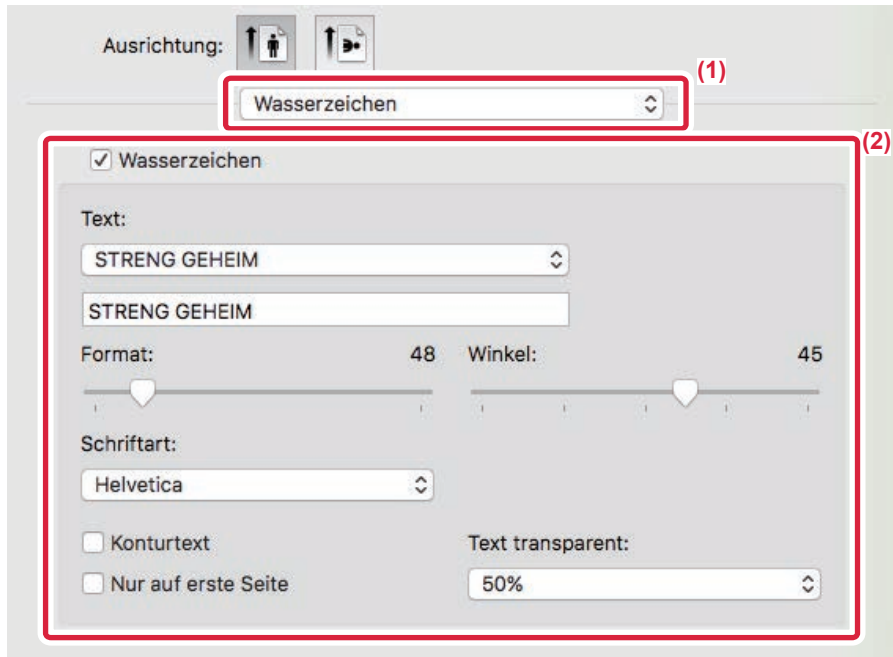 Ausrichtung:
(1)
Wasserzeichen
(2)
Wasserzeichen
Text:
STRENG GEHEIM
STRENG GEHEIM
Format: 48 Winkel: 45
Schriftart:
Helvetica
Konturtext Text transparent:
Nur auf erste Seite 50%